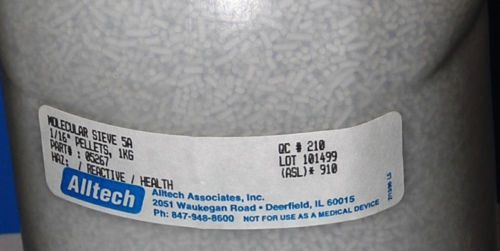 MOLECULAR SIEVE 5A
1/16" PELLETS, 1KG
PART# : 05267
HAZ: / REACTIVE / HEALTH
QC # 210
LOT 101499
(ASL)* 910
Alltech
Alltech Associates, Inc.
2051 Waukegan Road • Deerfield, IL 60015
Ph: 847-948-8600 NOT FOR USE AS A MEDICAL DEVICE